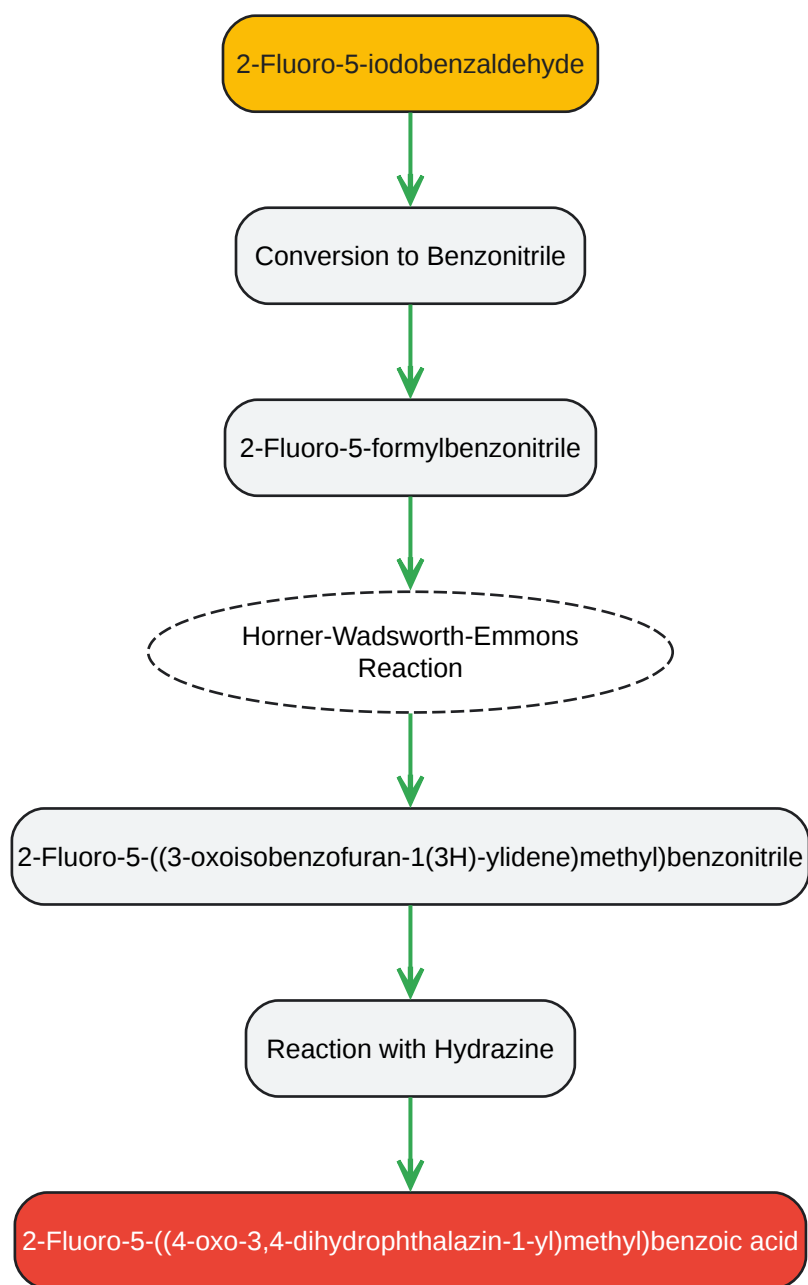 2-Fluoro-5-iodobenzaldehyde
Conversion to Benzonitrile
2-Fluoro-5-formylbenzonitrile
Horner-Wadsworth-Emmons
Reaction
2-Fluoro-5-((3-oxoisobenzofuran-1(3H)-ylidene)methyl)benzonitrile
Reaction with Hydrazine
2-Fluoro-5-((4-oxo-3,4-dihydrophthalazin-1-yl)methyl)benzoic acid